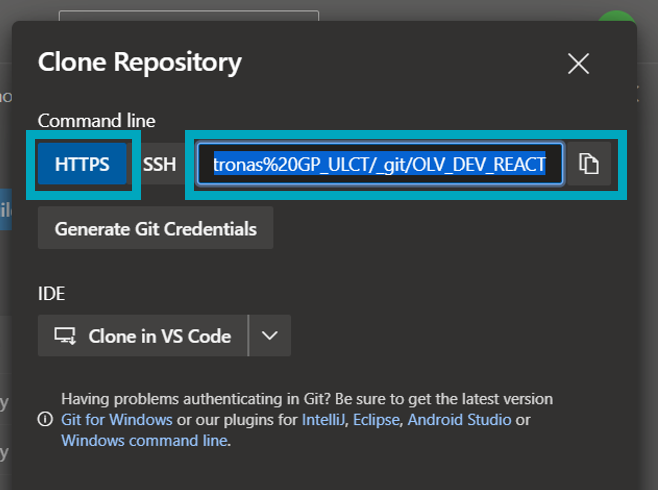 Clone Repository
Command line
HTTPS SSH tronas%20GP_ULCT/_git/OLV_DEV_REACT
Generate Git Credentials
IDE
Clone in VS Code
Having problems authenticating in Git? Be sure to get the latest version
Git for Windows or our plugins for IntelliJ, Eclipse, Android Studio or
Windows command line.